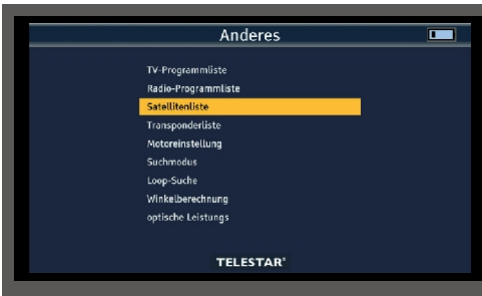 Anderes
TV-Programmliste
Radio-Programmliste
Satellitenliste
Transponderliste
Motoreinstellung
Suchmodus
Loop-Suche
Winkelberechnung
optische Leistungs
TELESTAR®